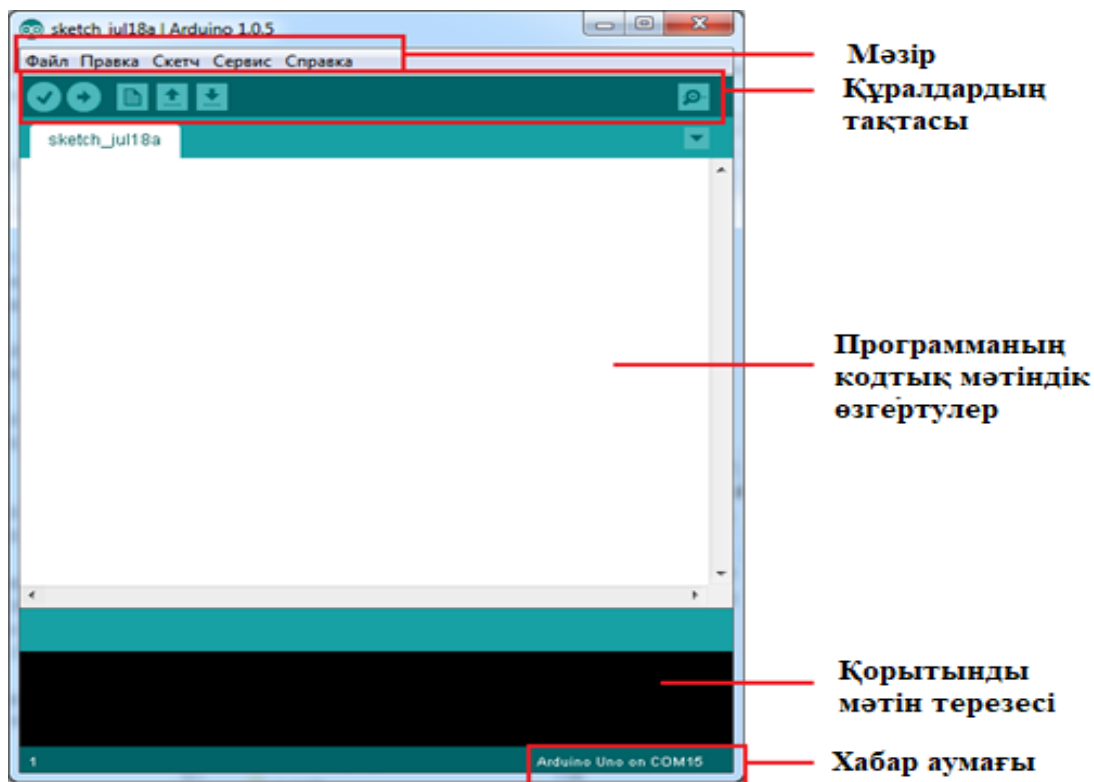 sketch_jul18a | Arduino 1.0.5
Файл Правка Скетч Сервис Справка
sketch_jul18a
1
Arduino Uno on COM15
Мәзір
Құралдардың
тақтасы
Программаның
кодтық мәтіндік
өзгертулер
Қорытынды
мәтін терезесі
Хабар аумағы